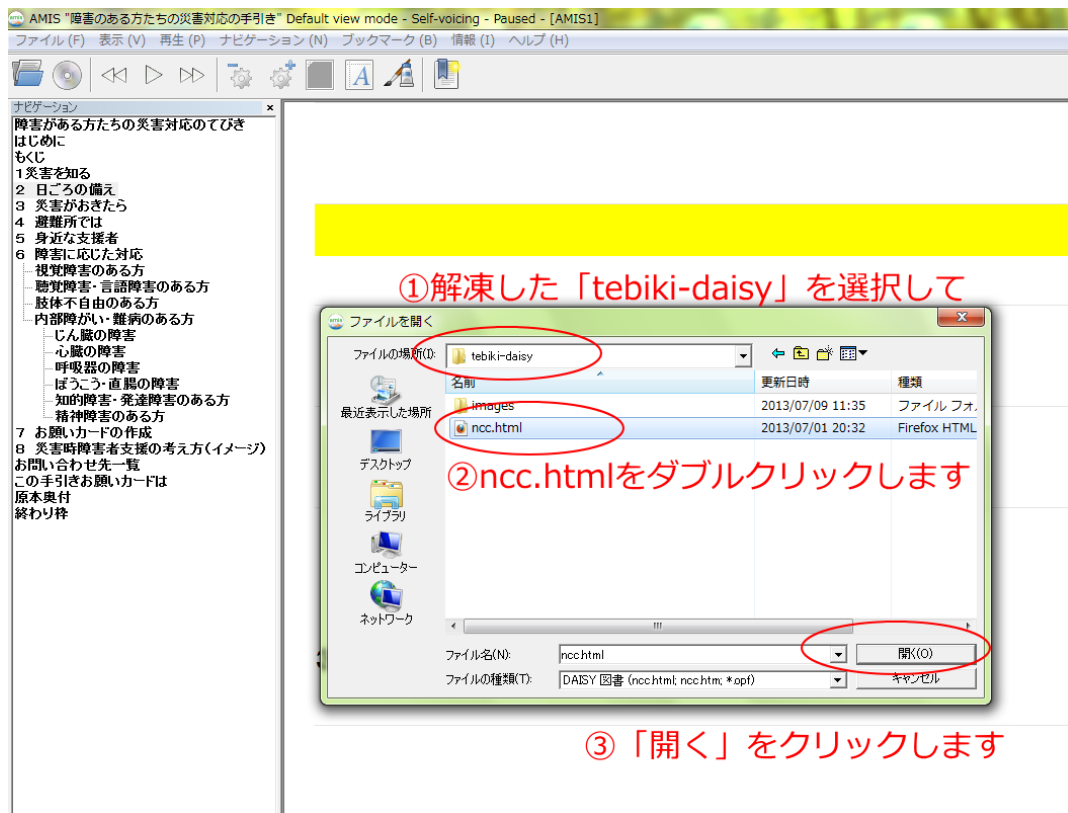 AMIS "障害のある方たちの災害対応の手引き" Default view mode - Self-voicing - Paused - [AMIS1]
ファイル(F) 表示(V) 再生(P) ナビゲーション(N) ブックマーク(B) 情報(I) ヘルプ(H)
ナビゲーション
障害がある方たちの災害対応のてびき
はじめに
もくじ
1災害を知る
2 日ごろの備え
3 災害がおきたら
4 避難所では
5 身近な支援者
6 障害に応じた対応
視覚障害のある方
聴覚障害・言語障害のある方
肢体不自由のある方
内部障がい・難病のある方
じん臓の障害
心臓の障害
呼吸器の障害
ぼうこう・直腸の障害
知的障害・発達障害のある方
精神障害のある方
7 お願いカードの作成
8 災害時障害者支援の考え方(イメージ)
お問い合わせ先一覧
この手引きお願いカードは
原本奥付
終わり枠
①解凍した「tebiki-daisy」を選択して
ファイルを開く
ファイルの場所(I):
tebiki-daisy
名前
更新日時
種類
images
2013/07/09 11:35
ファイル フォ.
ncc.html
2013/07/01 20:32
Firefox HTML
最近表示した場所
デスクトップ
ライブラリ
コンピューター
ネットワーク
②ncc.htmlをダブルクリックします
ファイル名(N):
ncc.html
開く(O)
ファイルの種類(T):
DAISY 図書 (ncc.html; ncc.htm; *.opf)
キャンセル
③「開く」をクリックします